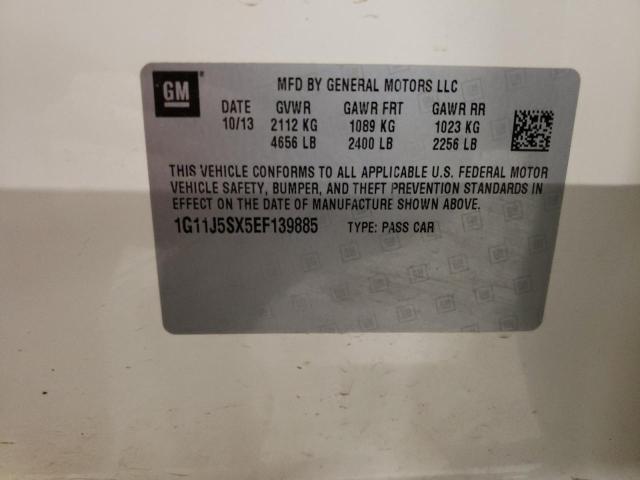 GM
MFD BY GENERAL MOTORS LLC
DATE GVWR GAWR FRT GAWR RR
10/13 2112 KG 1089 KG 1023 KG
4656 LB 2400 LB 2256 LB
THIS VEHICLE CONFORMS TO ALL APPLICABLE U.S. FEDERAL MOTOR
VEHICLE SAFETY, BUMPER, AND THEFT PREVENTION STANDARDS IN
EFFECT ON THE DATE OF MANUFACTURE SHOWN ABOVE.
1G11J5SX5EF139885 TYPE: PASS CAR